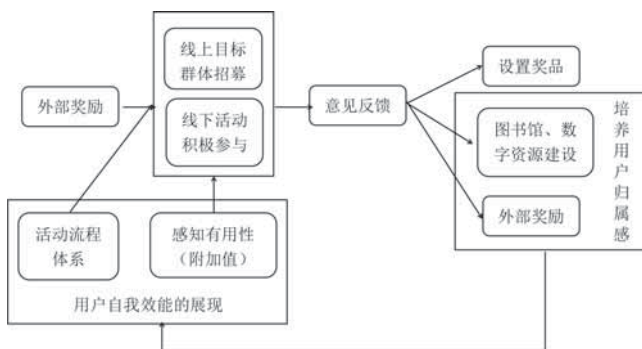 外部奖励
线上目标
群体招募
线下活动
积极参与
意见反馈
设置奖品
图书馆、数
字资源建设
外部奖励
培养用户归属感
活动流程
体系
感知有用性
（附加值）
用户自我效能的展现